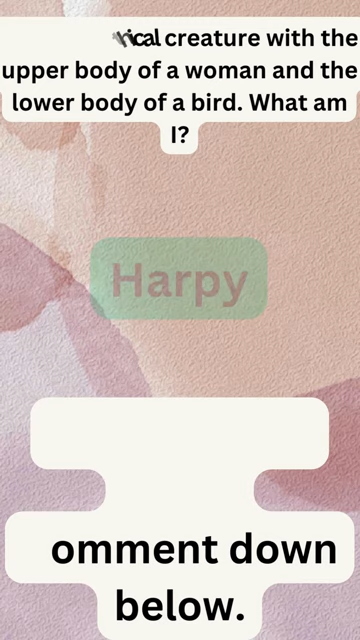 creature with the
upper body of a woman and the
lower body of a bird. What am
I?
Harpy
omment down
below.